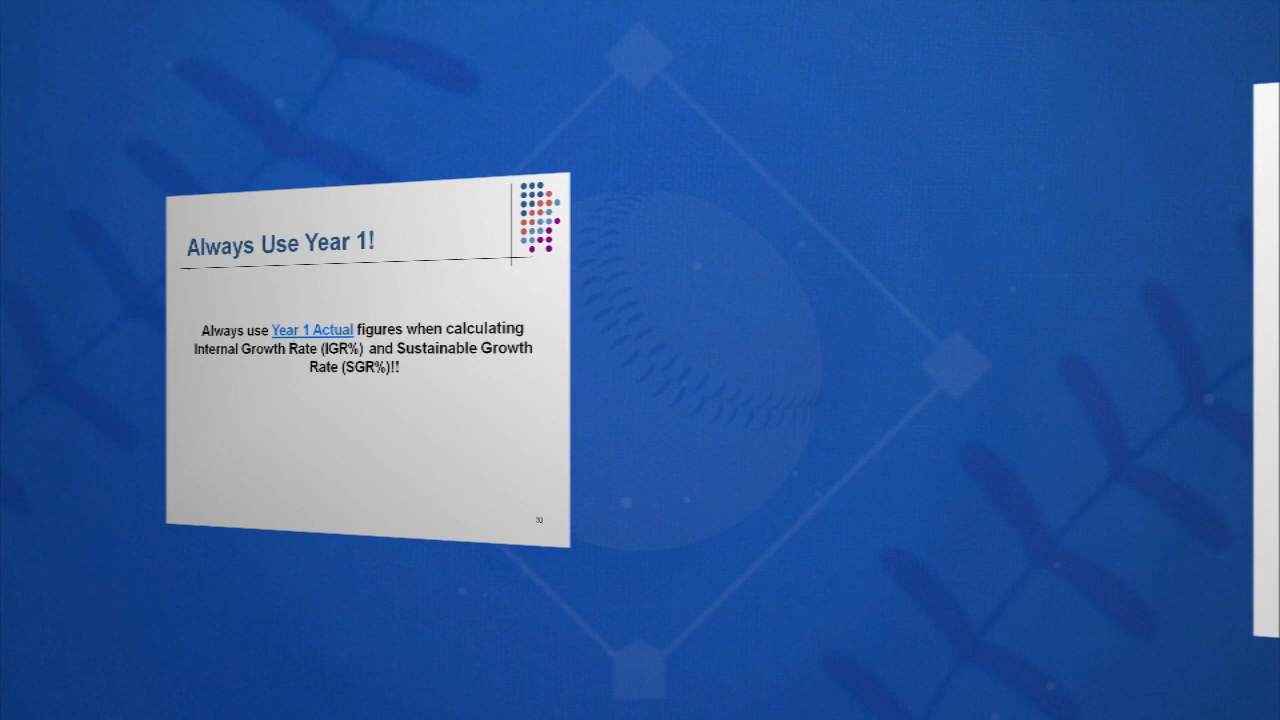 Always Use Year 1!
Always use Year 1 Actual figures when calculating
Internal Growth Rate (IGR%) and Sustainable Growth
Rate (SGR%)!!
30